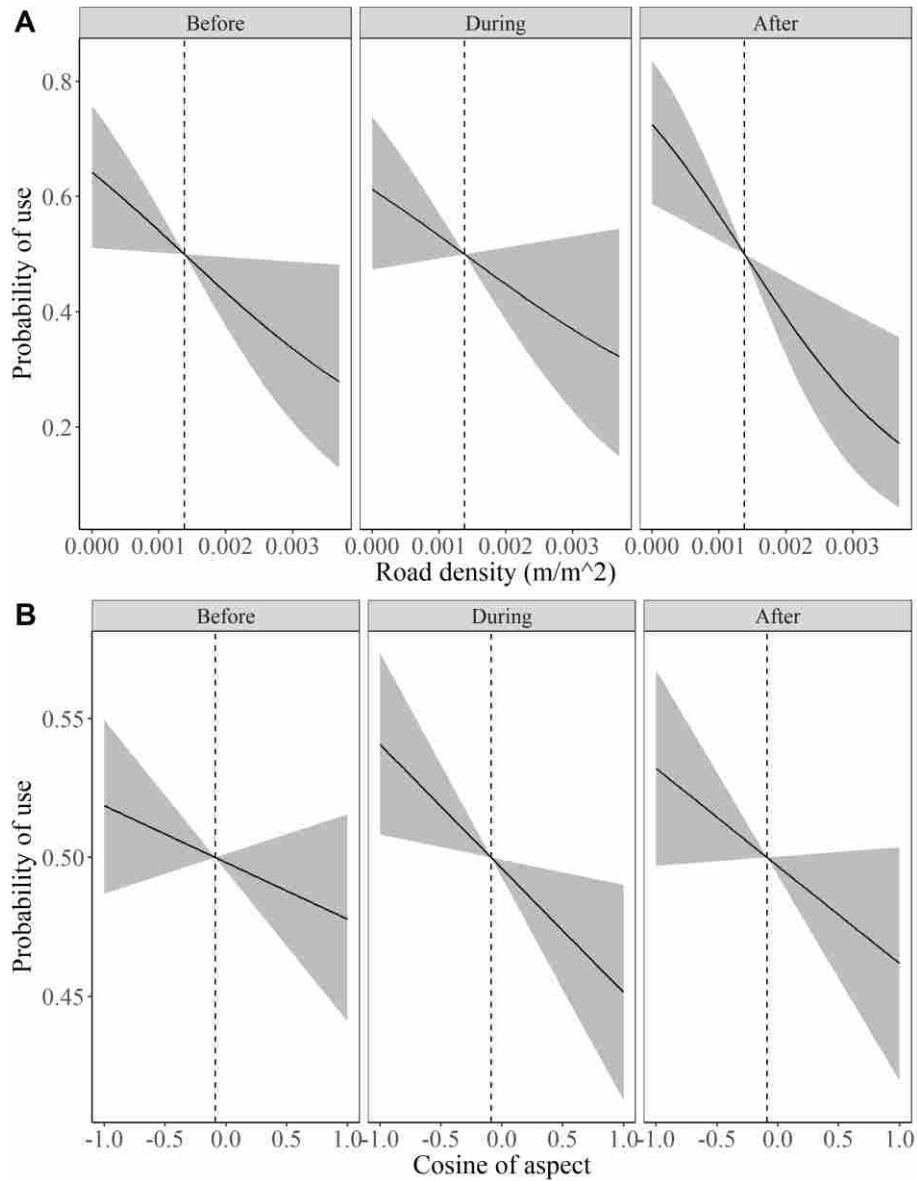 A
Before During After
Probability of use
0.8
0.6
0.4
0.2
0.000 0.001 0.002 0.003 0.000 0.001 0.002 0.003 0.000 0.001 0.002 0.003
Road density (m/m^2)
B
Before During After
Probability of use
0.55
0.50
0.45
-1.0 -0.5 0.0 0.5 1.0 -1.0 -0.5 0.0 0.5 1.0 -1.0 -0.5 0.0 0.5 1.0
Cosine of aspect